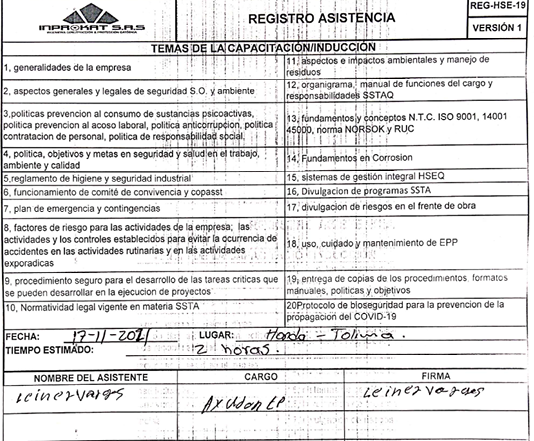 INPROKAT S.A.S
REGISTRO ASISTENCIA
REG-HSE-19
VERSIÓN 1
TEMAS DE LA CAPACITACIÓN/INDUCCIÓN
1, generalidades de la empresa
11, aspectos e impactos ambientales y manejo de
residuos
2, aspectos generales y legales de seguridad S.O. y ambiente
12, organigrama, manual de funciones del cargo y
responsabilidades SSTAQ
3,politicas prevencion al consumo de sustancias psicoactivas,
politica prevencion al acoso laboral, politica anticorrupcion, politica
contratacion de personal, politica de responsabilidad social,
13, fundamentos y conceptos N.T.C. ISO 9001, 14001
45000, norma NORSOK y RUC
4, politica, objetivos y metas en seguridad y salud en el trabajo,
ambiente y calidad
14, Fundamentos en Corrosion
5,reglamento de higiene y seguridad industrial
15, sistemas de gestión integral HSEQ
6, funcionamiento de comité de convivencia y copasst
16, Divulgacion de programas SSTA
7, plan de emergencia y contingencias
17, divulgacion de riesgos en el frente de obra
8, factores de riesgo para las actividades de la empresa; las
actividades y los controles establecidos para evitar la ocurrencia de
accidentes en las actividades rutinarias y en las actividades
exporadicas
18, uso, cuidado y mantenimiento de EPP
9, procedimiento seguro para el desarrollo de las tareas criticas que
se pueden desarrollar en la ejecucion de proyectos
19, entrega de copias de los procedimientos, formatos
manuales, politicas y objetivos
10, Normatividad legal vigente en materia SSTA
20Protocolo de bioseguridad para la prevencion de la
propagacion del COVID-19
FECHA: 17-11-2021 LUGAR: Honda - Tolima.
TIEMPO ESTIMADO: 2 horas.
NOMBRE DEL ASISTENTE CARGO FIRMA
Leiner Vargas
Leiner Vargas